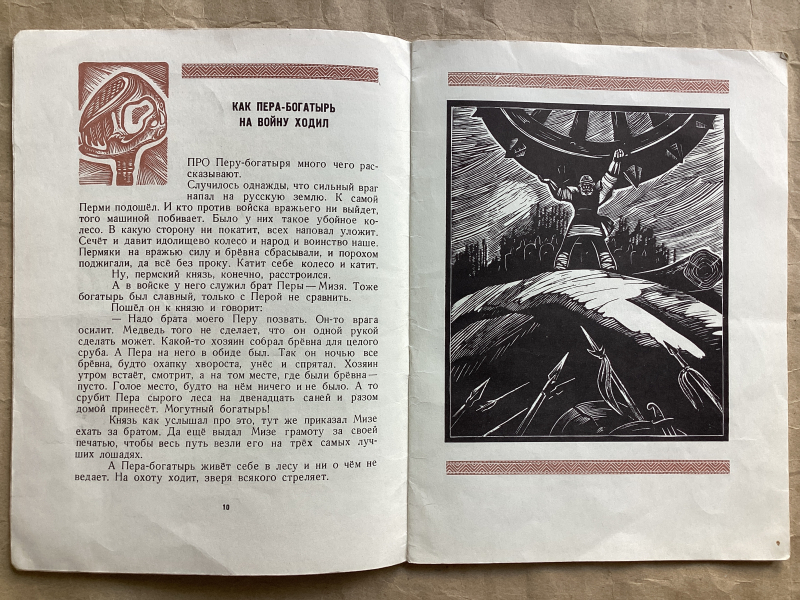 КАК ПЕРА-БОГАТЫРЬ
НА ВОЙНУ ХОДИЛ
ПРО Перу-богатыря много чего рас-
сказывают.
Случилось однажды, что сильный враг
напал на русскую землю. К самой
Перми подошёл. И кто против войска вражьего ни выйдет,
того машиной побивает. Было у них такое убойное ко-
лесо. В какую сторону ни покатит, всех наповал уложит.
Сечёт и давит идолищево колесо и народ и воинство наше.
Пермяки на вражью силу и брёвна сбрасывали, и порохом
поджигали, да всё без проку. Катит себе колесо и катит.
Ну, пермский князь, конечно, расстроился.
А в войске у него служил брат Перы — Мизя. Тоже
богатырь был славный, только с Перой не сравнить.
Пошёл он к князю и говорит:
— Надо брата моего Перу позвать. Он-то врага
осилит. Медведь того не сделает, что он одной рукой
сделать может. Какой-то хозяин собрал брёвна для целого
сруба. А Пера на него в обиде был. Так он ночью все
брёвна, будто охапку хвороста, унёс и спрятал. Хозяин
утром встаёт, смотрит, а на том месте, где были брёвна —
пусто. Голое место, будто на нём ничего и не было. А то
срубит Пера сырого леса на двенадцать саней и разом
домой принесёт. Могутный богатырь!
Князь как услышал про это, тут же приказал Мизе
ехать за братом. Да ещё выдал Мизе грамоту за своей
печатью, чтобы весь путь везли его на трёх самых луч-
ших лошадях.
А Пера-богатырь живёт себе в лесу и ни о чём не
ведает. На охоту ходит, зверя всякого стреляет.
10